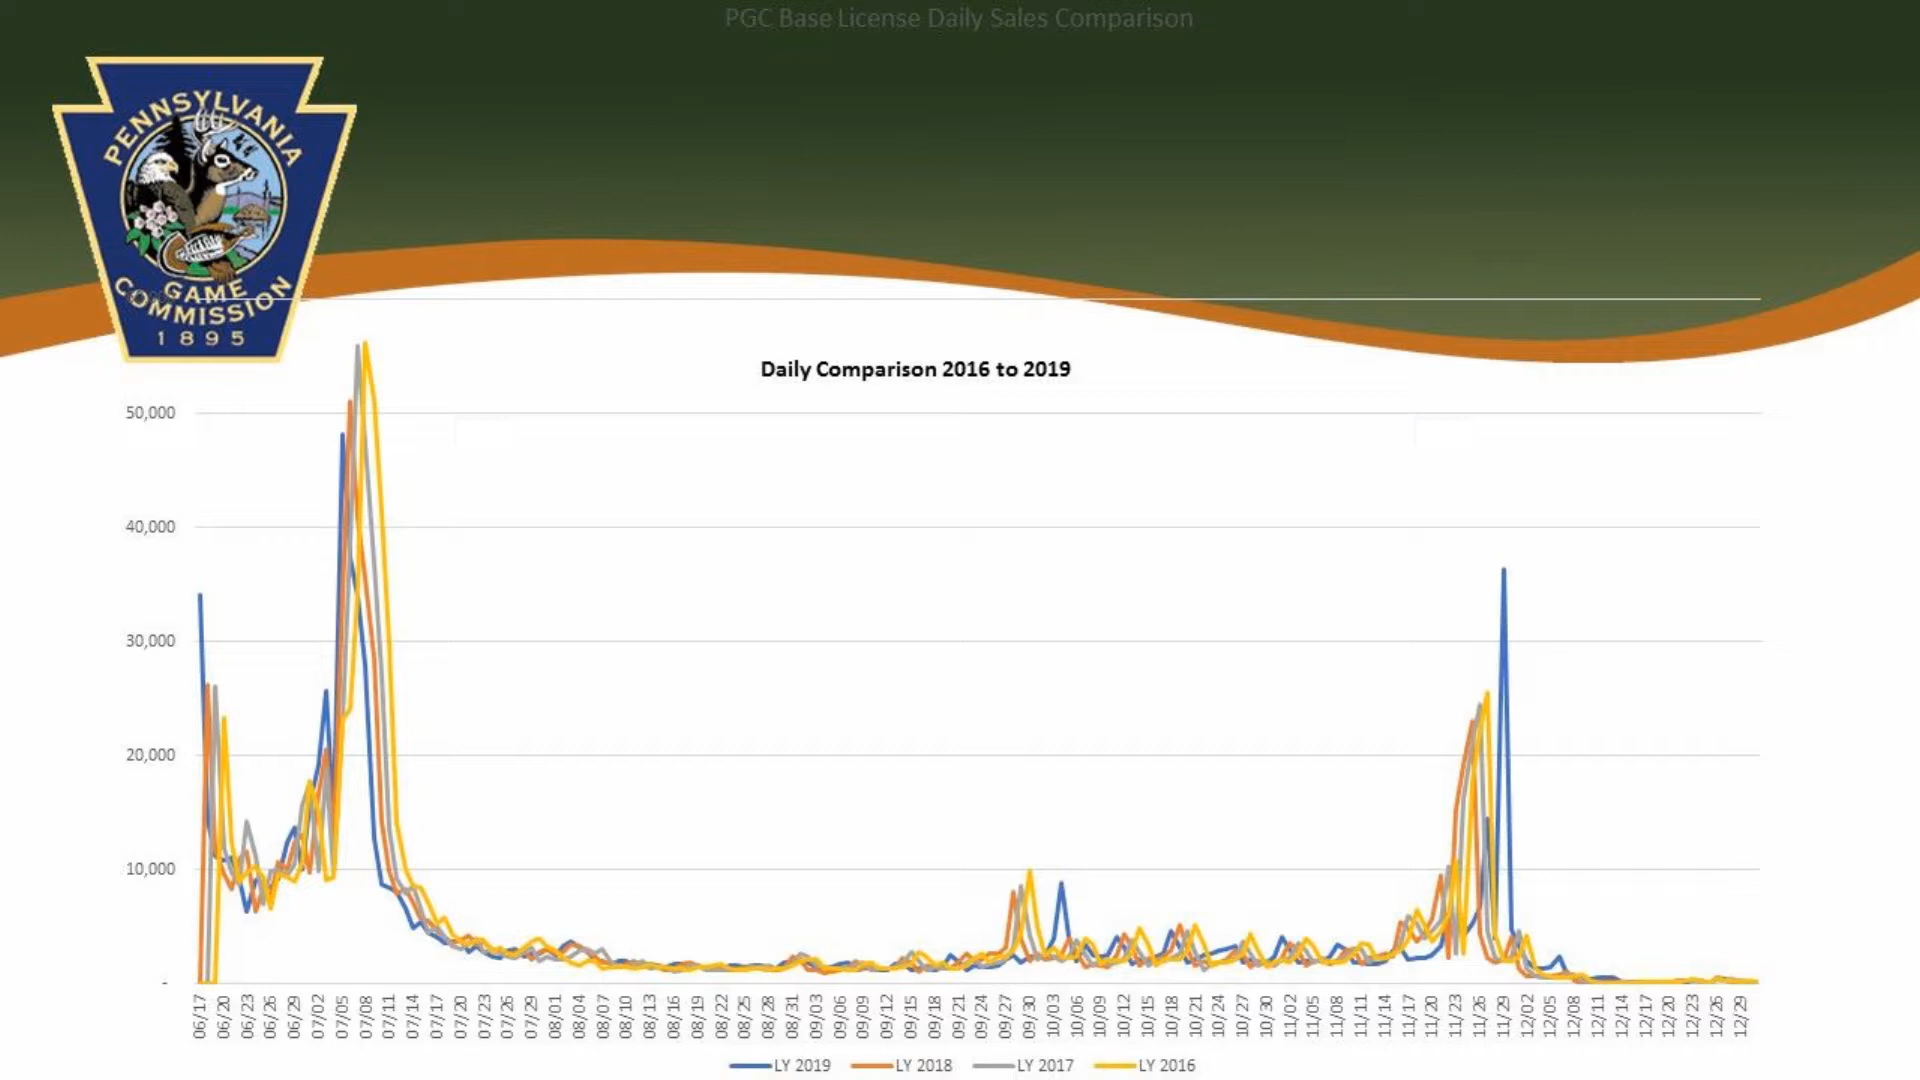 PGC Base License Daily Sales Comparison
PENNSYLVANIA
GAME
COMMISSION
1895
Daily Comparison 2016 to 2019
50,000
40,000
30,000
20,000
10,000
-
06/17 06/20 06/23 06/26 06/29 07/02 07/05 07/08 07/11 07/14 07/17 07/20 07/23 07/26 07/29 08/01 08/04 08/07 08/10 08/13 08/16 08/19 08/22 08/25 08/28 08/31 09/03 09/06 09/09 09/12 09/15 09/18 09/21 09/24 09/27 09/30 10/03 10/06 10/09 10/12 10/15 10/18 10/21 10/24 10/27 10/30 11/02 11/05 11/08 11/11 11/14 11/17 11/20 11/23 11/26 11/29 12/02 12/05 12/08 12/11 12/14 12/17 12/20 12/23 12/26 12/29
LY 2019 LY 2018 LY 2017 LY 2016